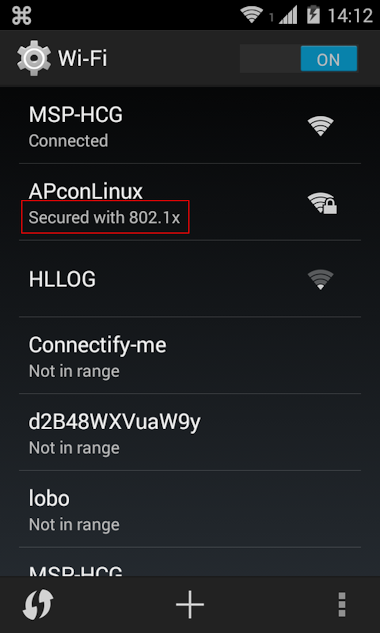 1
14:12
Wi-Fi
ON
MSP-HCG
Connected
APconLinux
Secured with 802.1x
HLLOG
Connectify-me
Not in range
d2B48WXVuaW9y
Not in range
lobo
Not in range
MSP-HCG